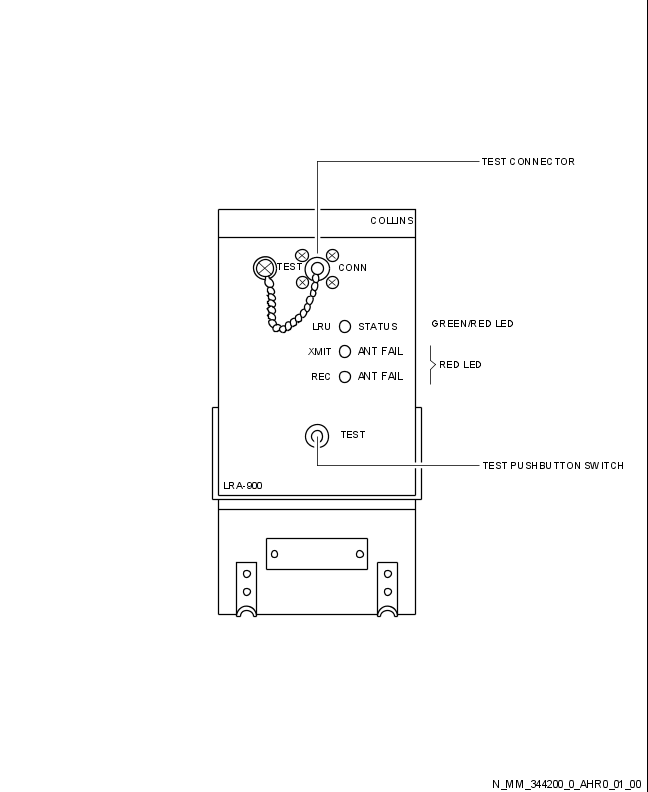 TEST CONNECTOR
COLLINS
TEST CONN
LRU STATUS GREEN/RED LED
XMIT ANT FAIL
RED LED
REC ANT FAIL
TEST
TEST PUSHBUTTON SWITCH
LRA-900
N_MM_344200_0_AHR0_01_00